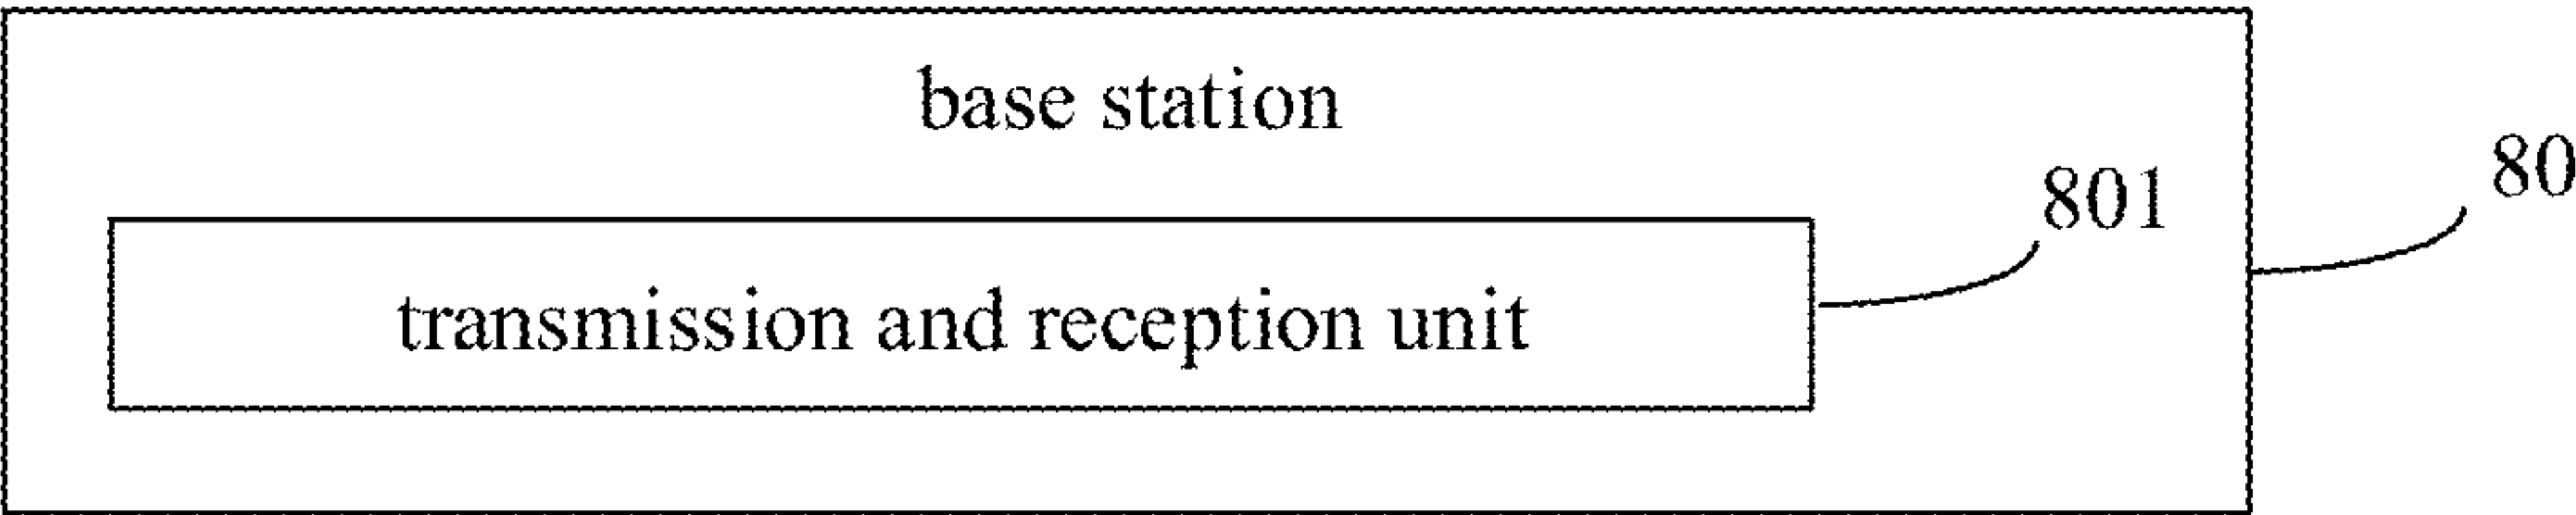 base station
80
801
transmission and reception unit